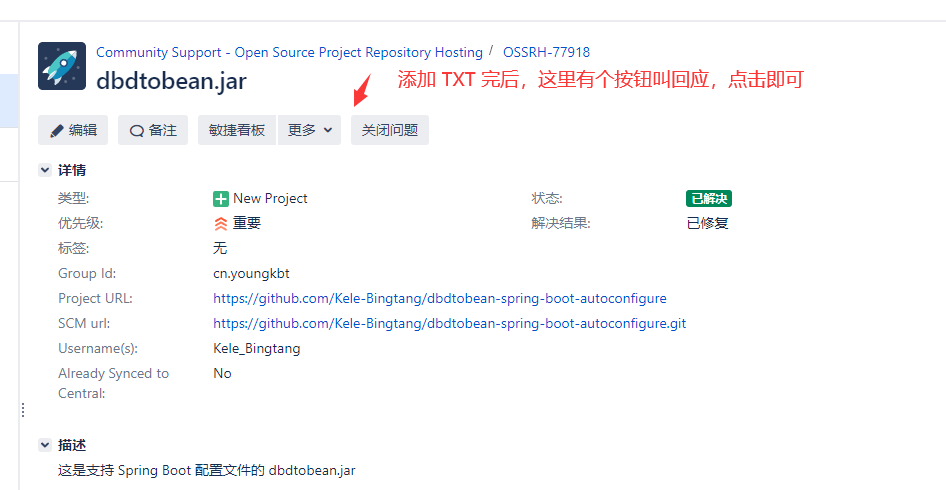 Community Support - Open Source Project Repository Hosting / OSSRH-77918
dbdtobean.jar
添加 TXT 完后，这里有个按钮叫回应，点击即可
编辑 备注 敏捷看板 更多 关闭问题
详情
类型: New Project 状态: 已解决
优先级: 重要 解决结果: 已修复
标签: 无
Group Id: cn.youngkbt
Project URL: https://github.com/Kele-Bingtang/dbdtobean-spring-boot-autoconfigure
SCM url: https://github.com/Kele-Bingtang/dbdtobean-spring-boot-autoconfigure.git
Username(s): Kele_Bingtang
Already Synced to No
Central:
描述
这是支持 Spring Boot 配置文件的 dbdtobean.jar